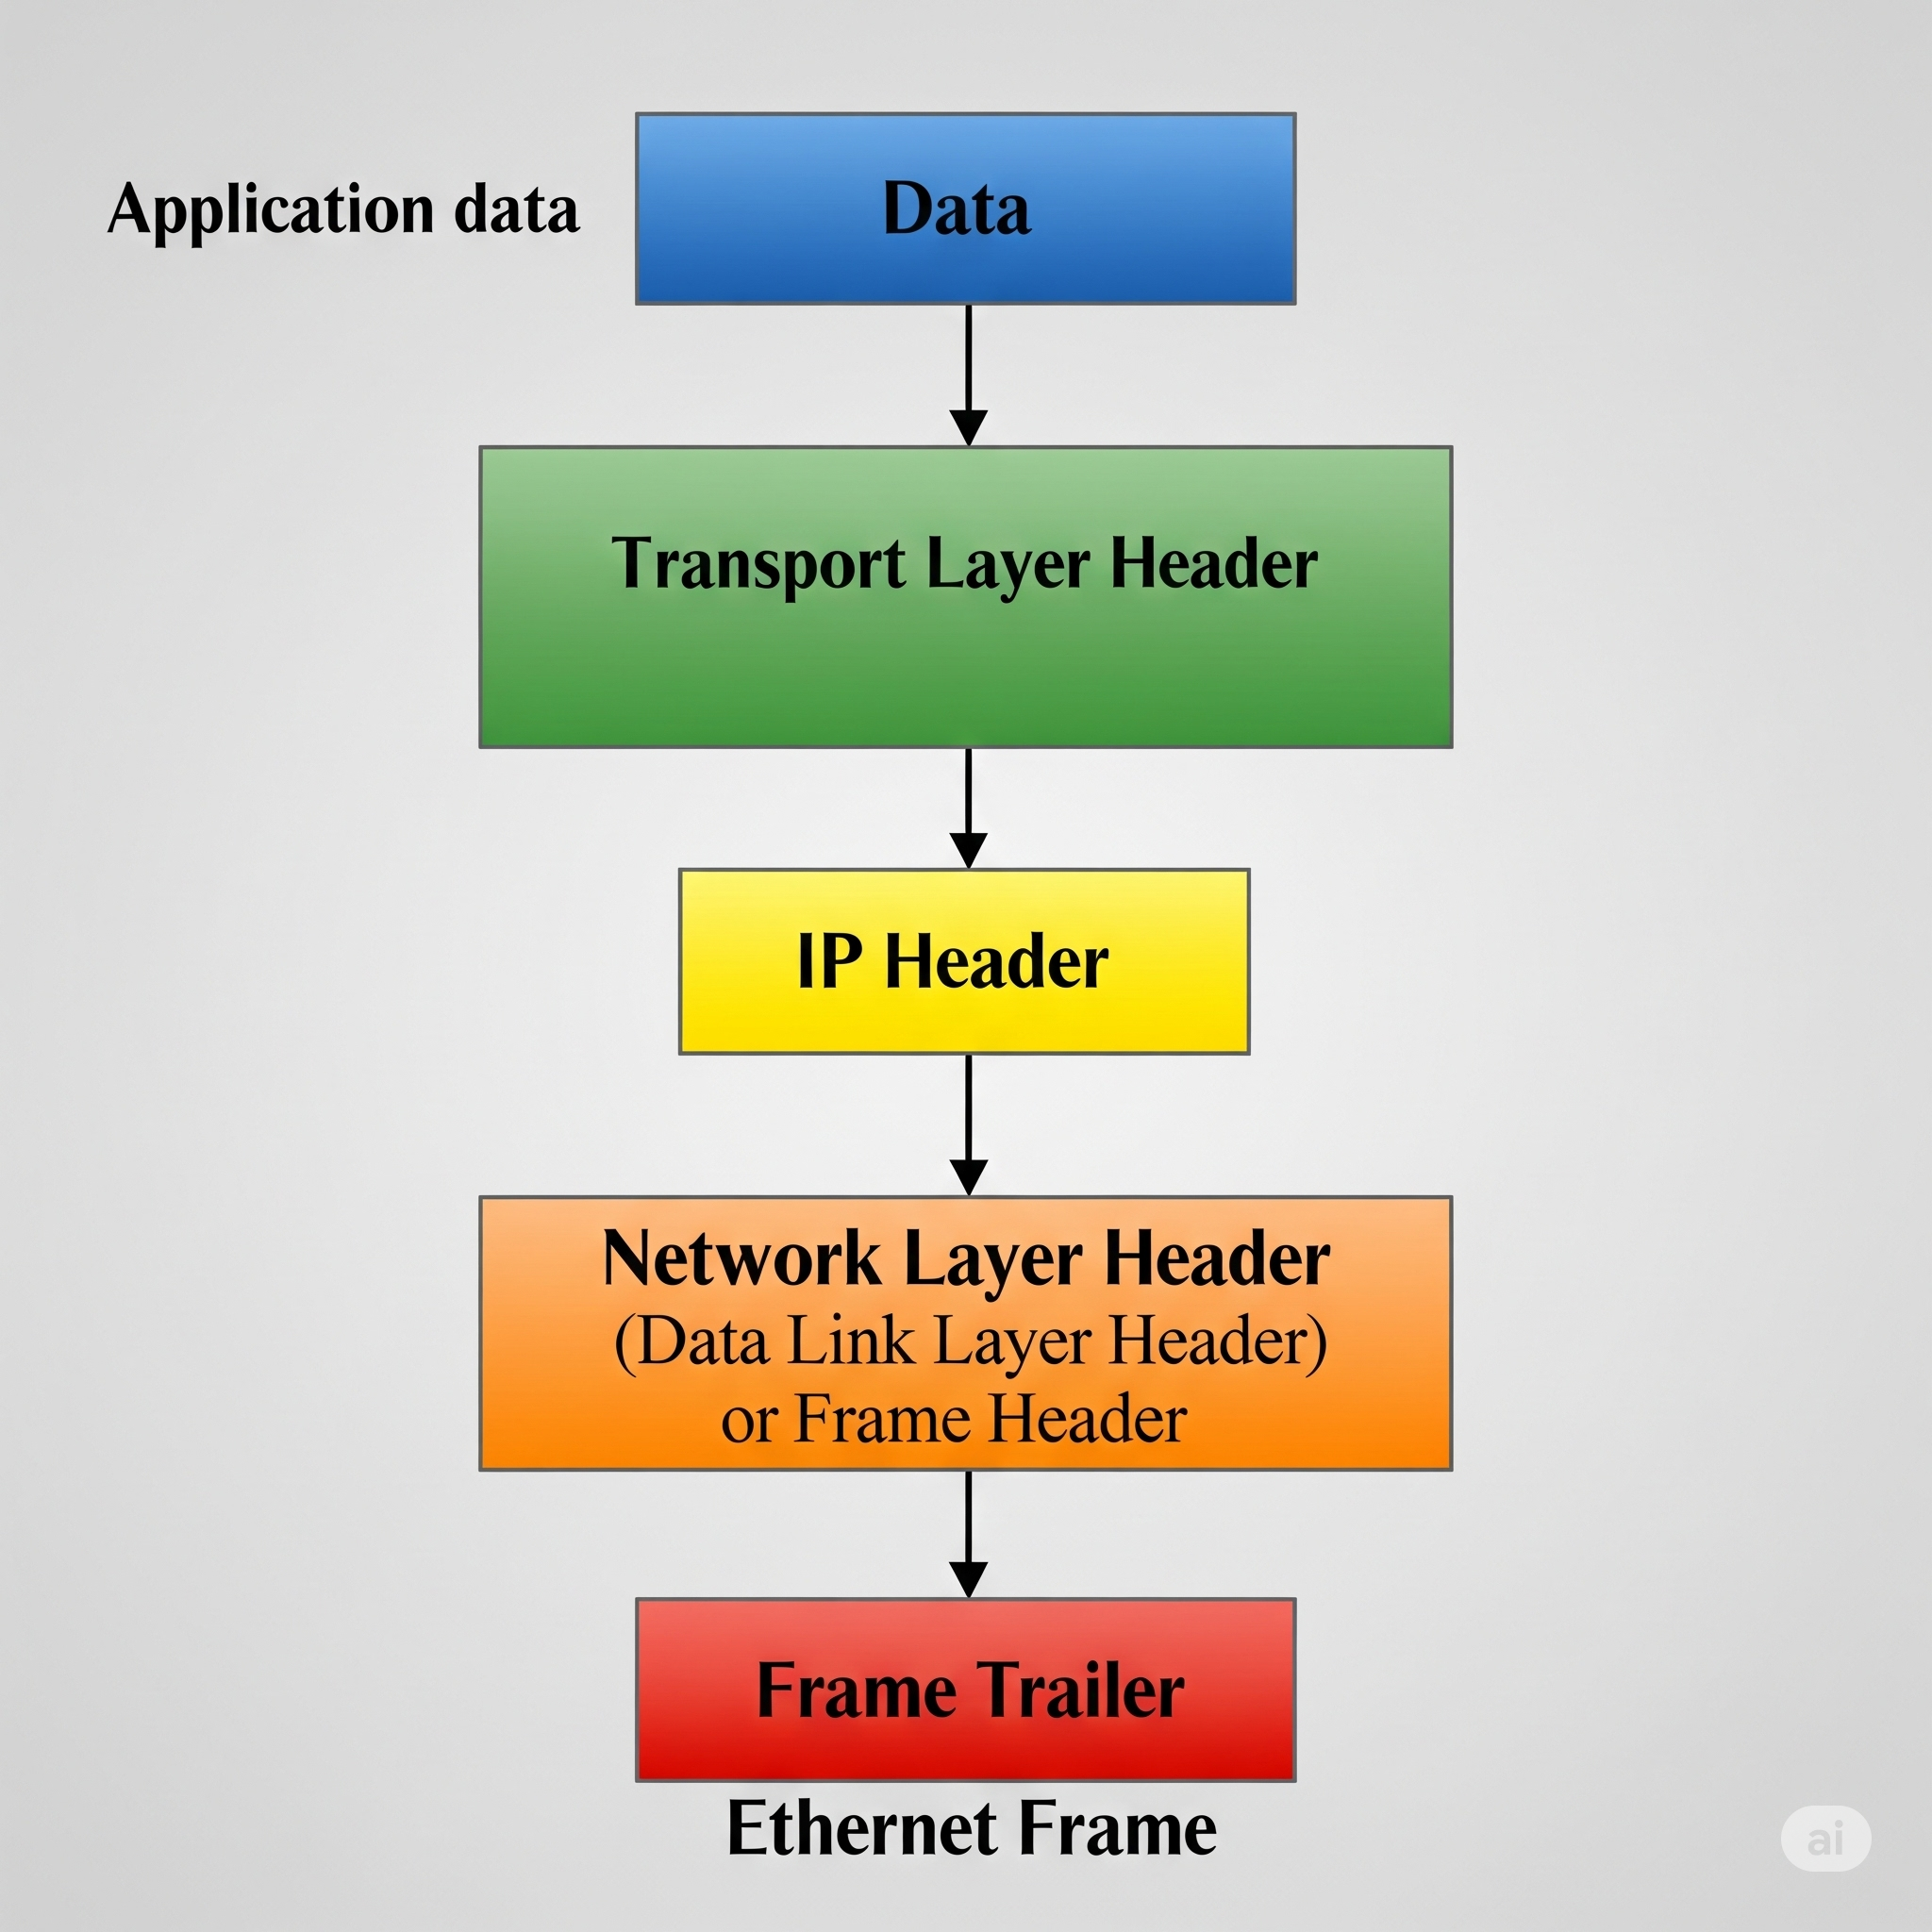 Application data
Data
Transport Layer Header
IP Header
Network Layer Header
(Data Link Layer Header)
or Frame Header
Frame Trailer
Ethernet Frame
ai